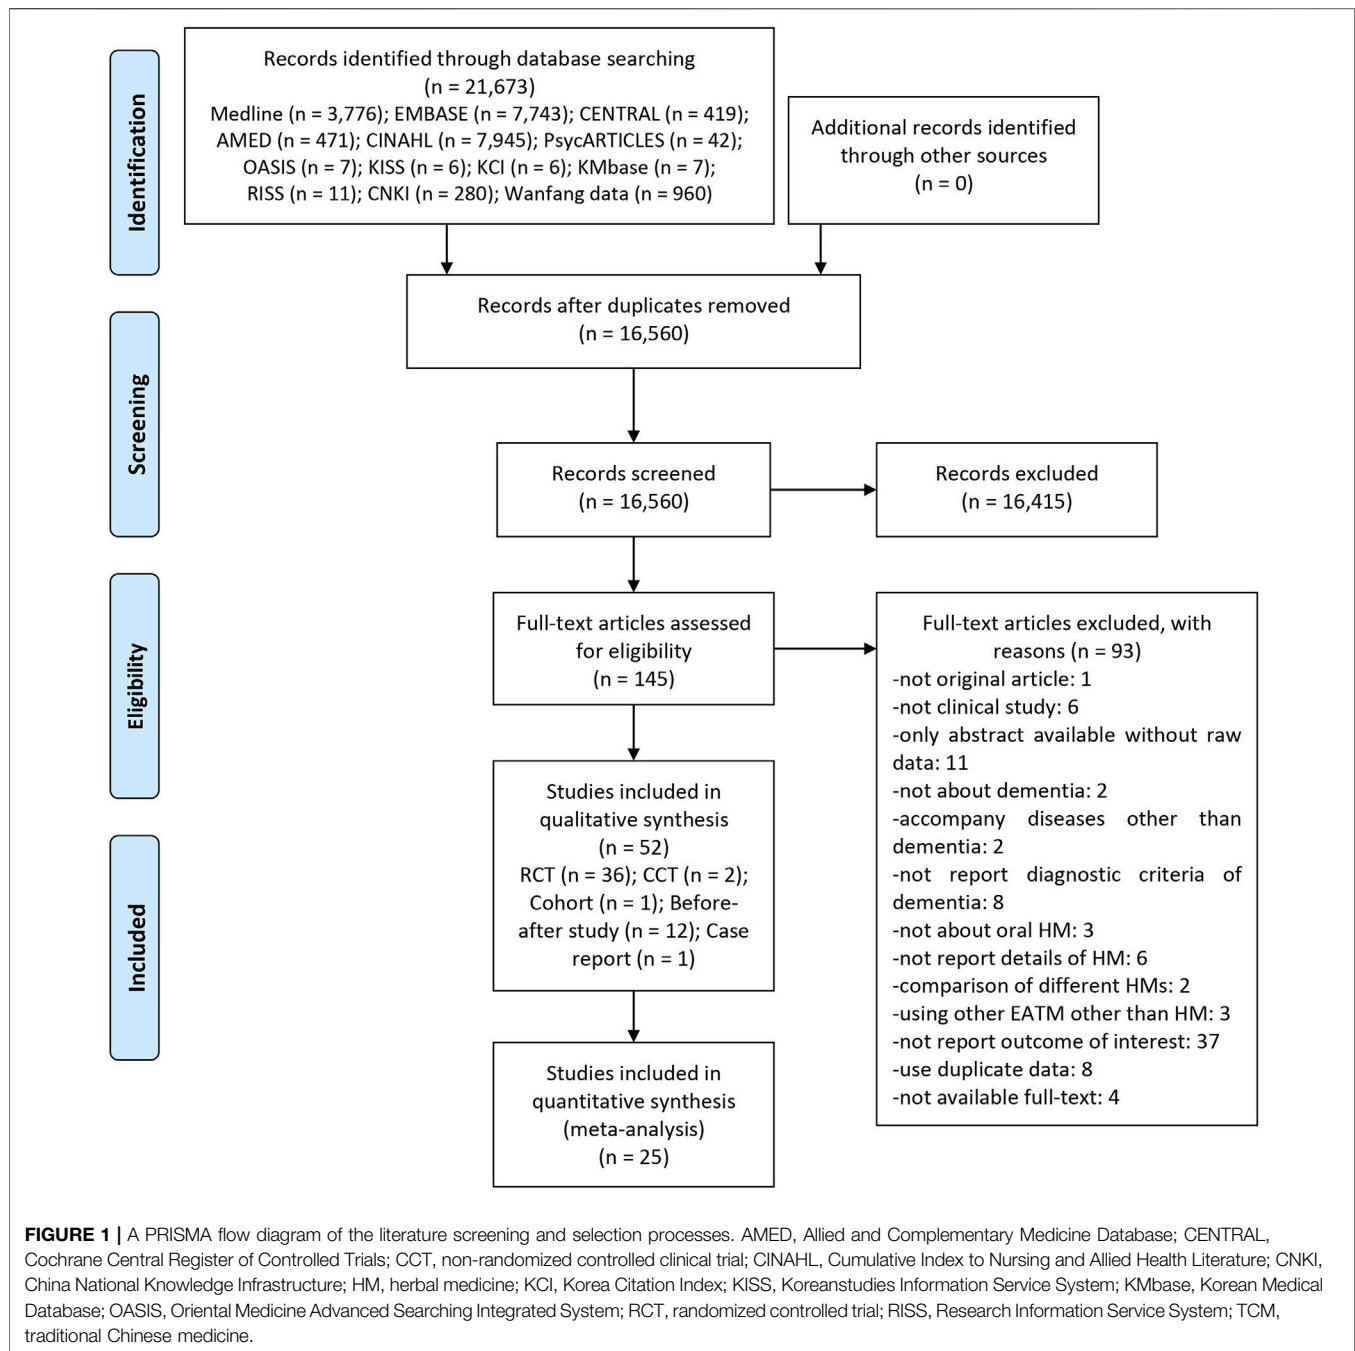 Identification
Records identified through database searching
(n = 21,673)
Medline (n = 3,776); EMBASE (n = 7,743); CENTRAL (n = 419);
AMED (n = 471); CINAHL (n = 7,945); PsycARTICLES (n = 42);
OASIS (n = 7); KISS (n = 6); KCI (n = 6); KMbase (n = 7);
RISS (n = 11); CNKI (n = 280); Wanfang data (n = 960)
Additional records identified
through other sources
(n = 0)
Records after duplicates removed
(n = 16,560)
Screening
Records screened
(n = 16,560)
Records excluded
(n = 16,415)
Eligibility
Full-text articles assessed
for eligibility
(n = 145)
Full-text articles excluded, with
reasons (n = 93)
-not original article: 1
-not clinical study: 6
-only abstract available without raw
data: 11
-not about dementia: 2
-accompany diseases other than
dementia: 2
-not report diagnostic criteria of
dementia: 8
-not about oral HM: 3
-not report details of HM: 6
-comparison of different HMs: 2
-using other EATM other than HM: 3
-not report outcome of interest: 37
-use duplicate data: 8
-not available full-text: 4
Included
Studies included in
qualitative synthesis
(n = 52)
RCT (n = 36); CCT (n = 2);
Cohort (n = 1); Before-
after study (n = 12); Case
report (n = 1)
Studies included in
quantitative synthesis
(meta-analysis)
(n = 25)
FIGURE 1 | A PRISMA flow diagram of the literature screening and selection processes. AMED, Allied and Complementary Medicine Database; CENTRAL,
Cochrane Central Register of Controlled Trials; CCT, non-randomized controlled clinical trial; CINAHL, Cumulative Index to Nursing and Allied Health Literature; CNKI,
China National Knowledge Infrastructure; HM, herbal medicine; KCI, Korea Citation Index; KISS, Koreanstudies Information Service System; KMbase, Korean Medical
Database; OASIS, Oriental Medicine Advanced Searching Integrated System; RCT, randomized controlled trial; RISS, Research Information Service System; TCM,
traditional Chinese medicine.